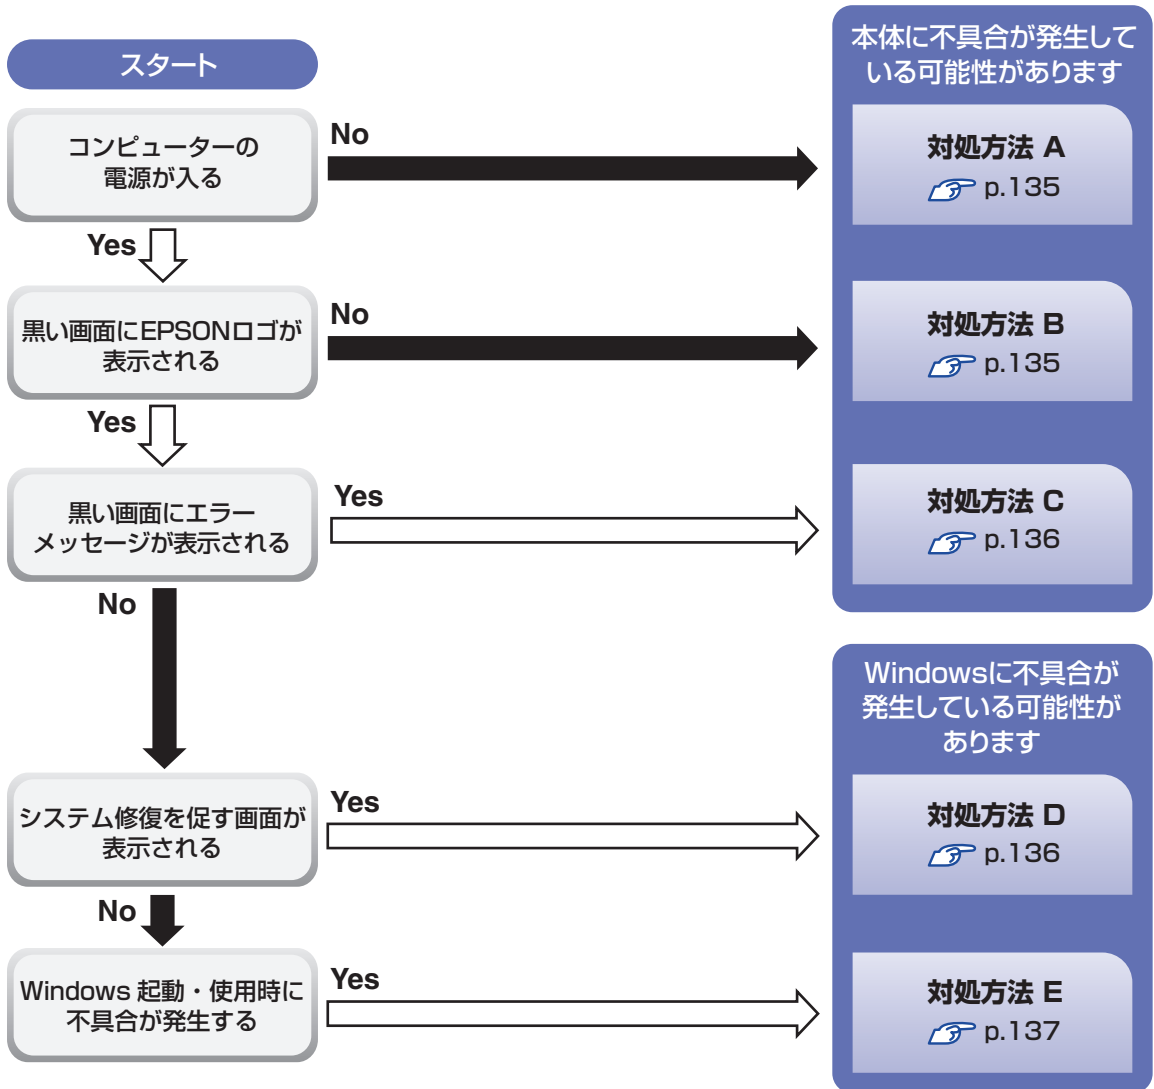 スタート
コンピューターの
電源が入る
No
Yes
黒い画面にEPSONロゴが
表示される
No
Yes
黒い画面にエラー
メッセージが表示される
Yes
No
システム修復を促す画面が
表示される
Yes
No
Windows 起動・使用時に
不具合が発生する
Yes
本体に不具合が発生して
いる可能性があります
対処方法 A
p.135
対処方法 B
p.135
対処方法 C
p.136
Windowsに不具合が
発生している可能性が
あります
対処方法 D
p.136
対処方法 E
p.137